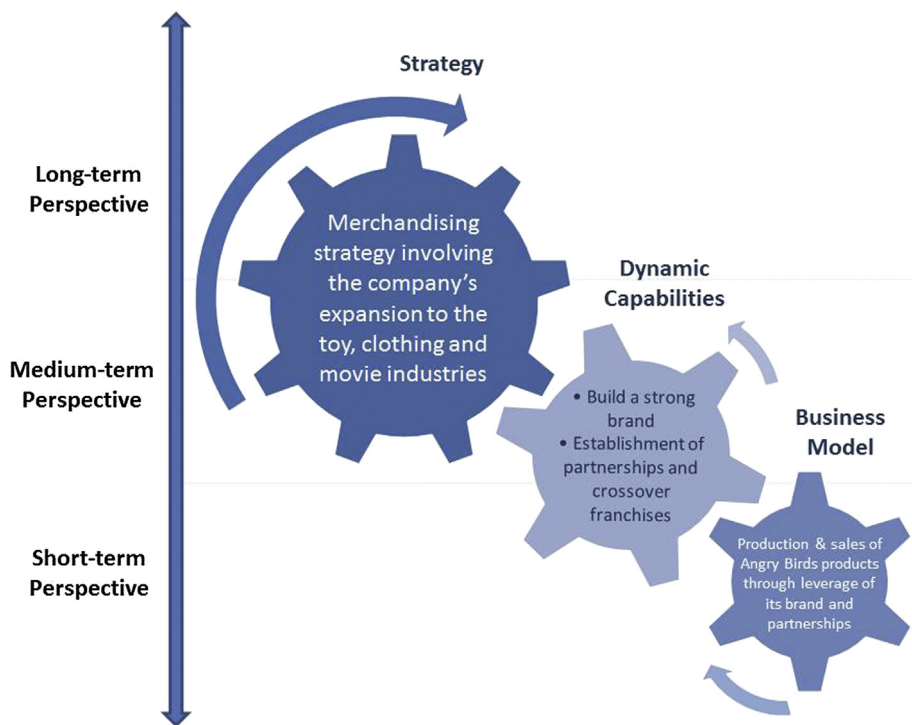 Strategy
Long-term
Perspective
Merchandising
strategy involving
the company's
expansion to the
toy, clothing and
movie industries
Dynamic
Capabilities
Medium-term
Perspective
• Build a strong
brand
• Establishment of
partnerships and
crossover
franchises
Business
Model
Short-term
Perspective
Production & sales of
Angry Birds products
through leverage of
its brand and
partnerships